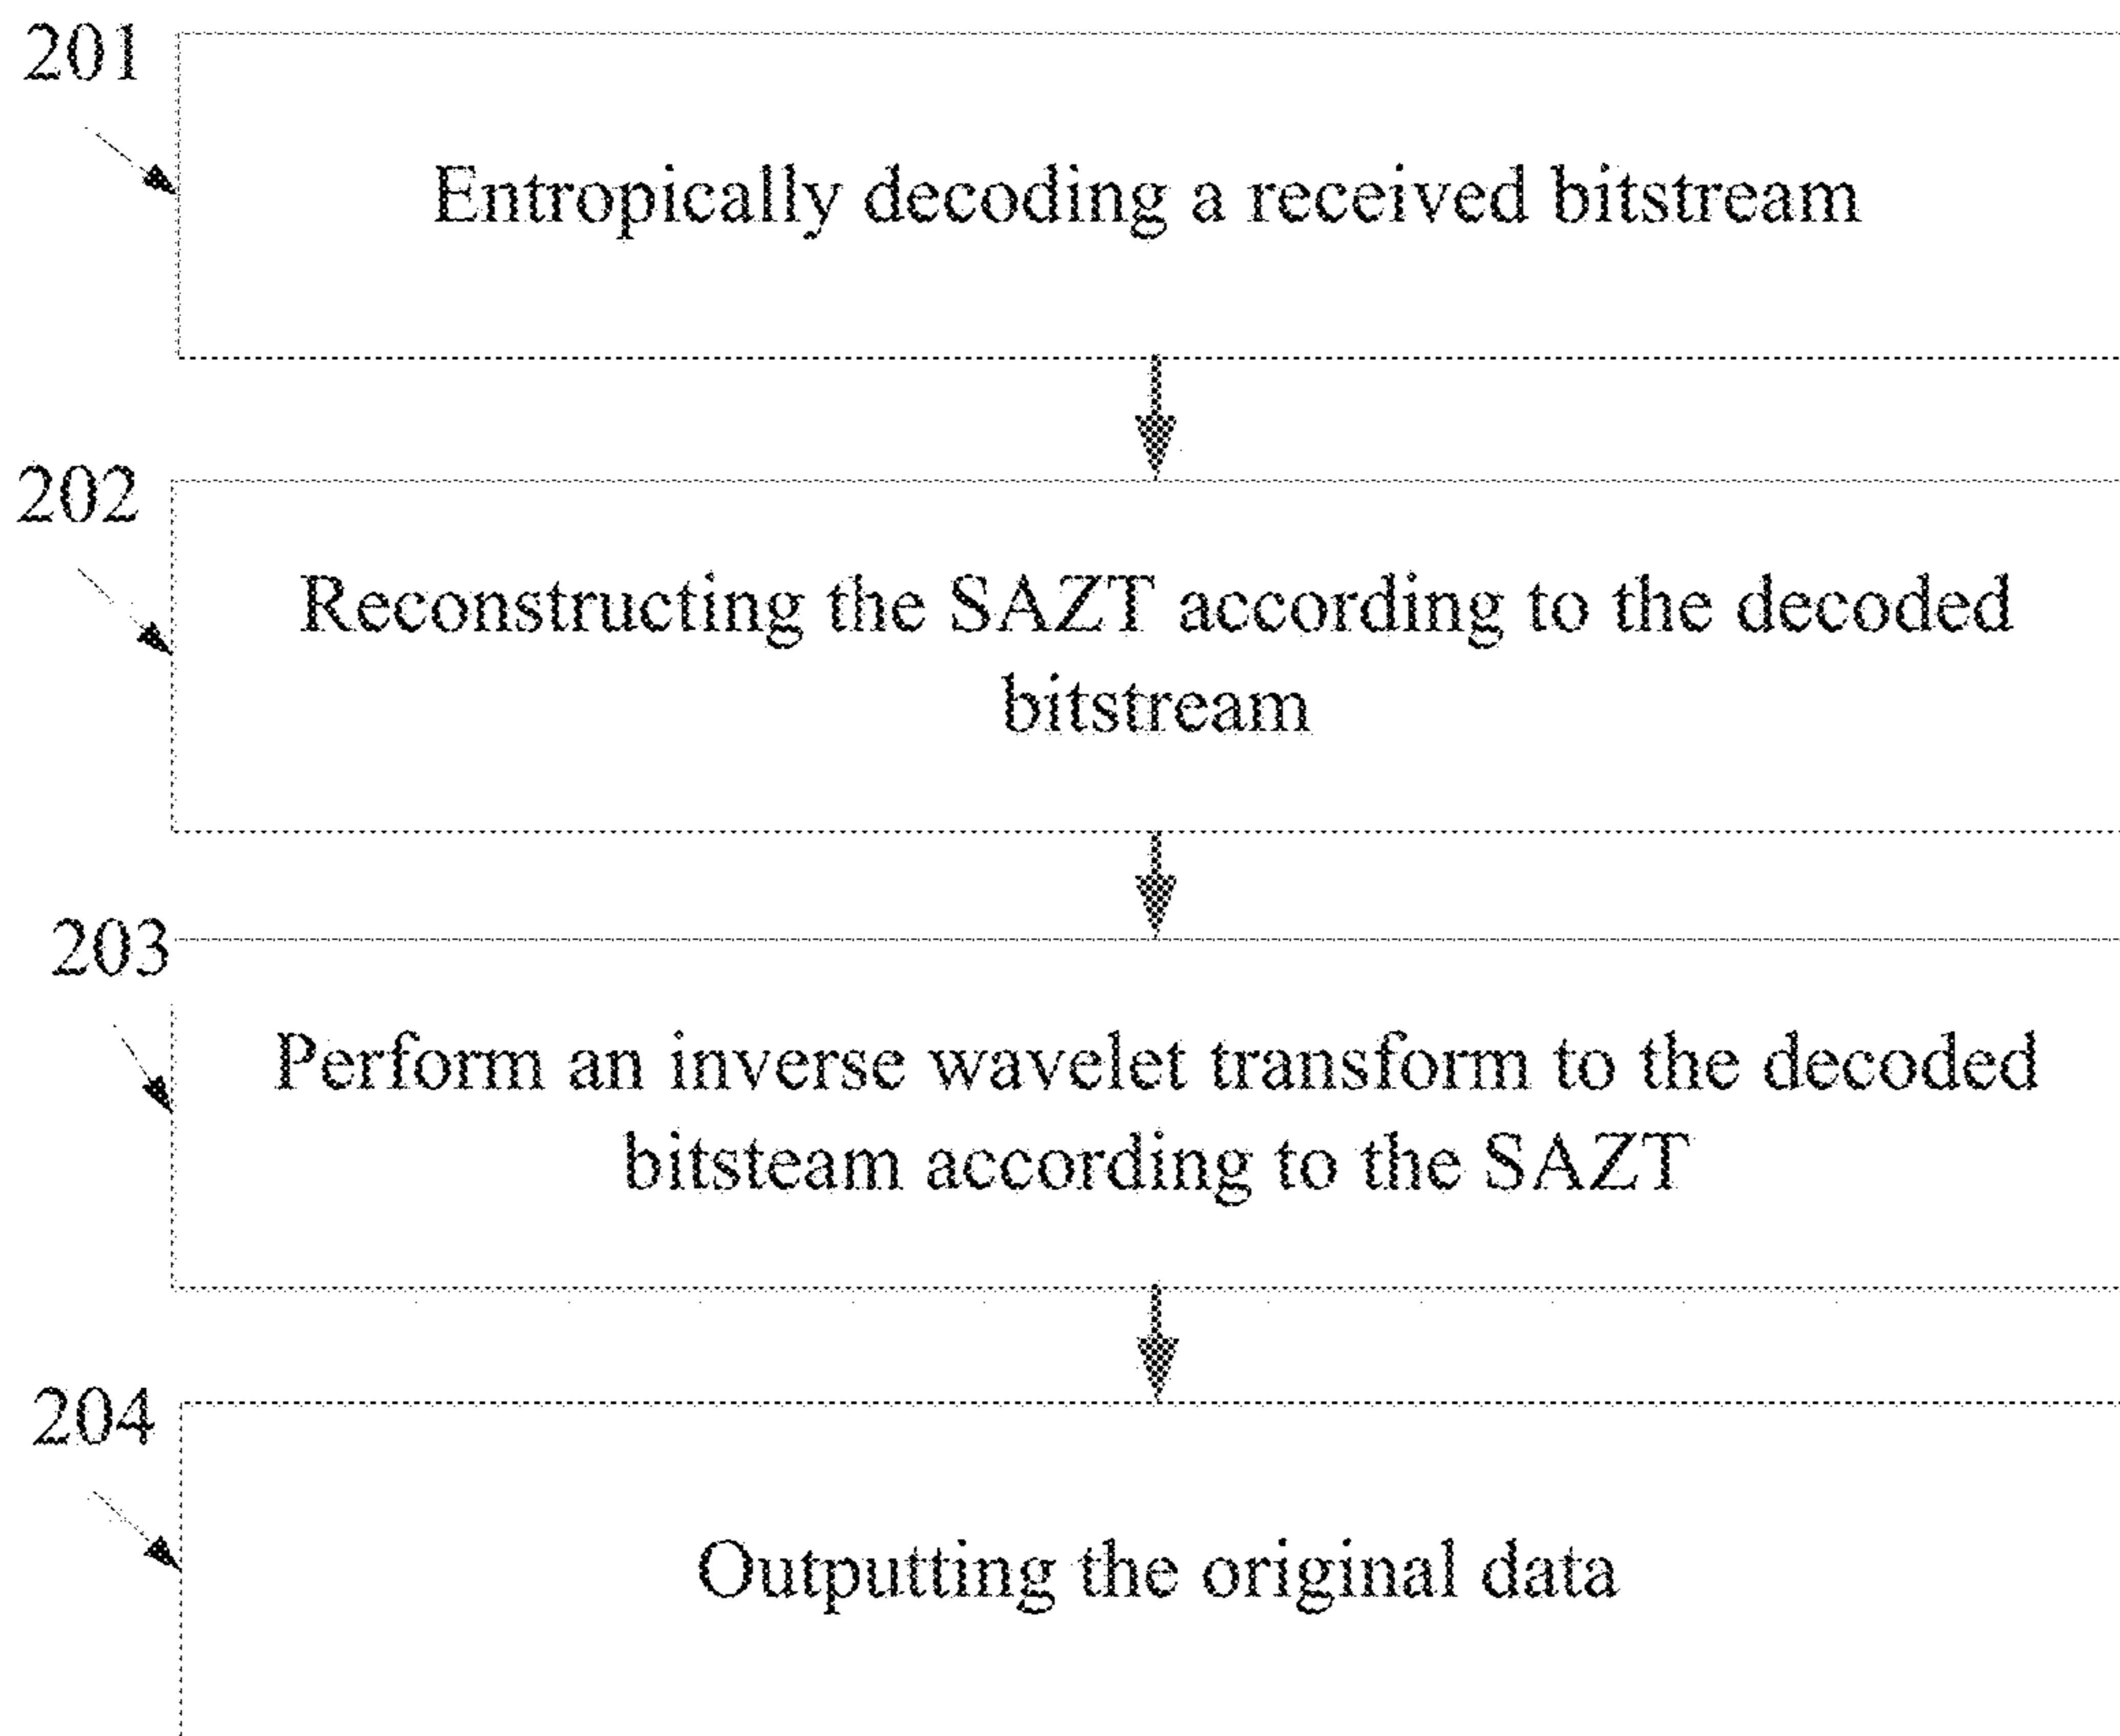 201
Entropically decoding a received bitstream
202
Reconstructing the SAZT according to the decoded
bitstream
203
Perform an inverse wavelet transform to the decoded
bitsteam according to the SAZT
204
Outputting the original data